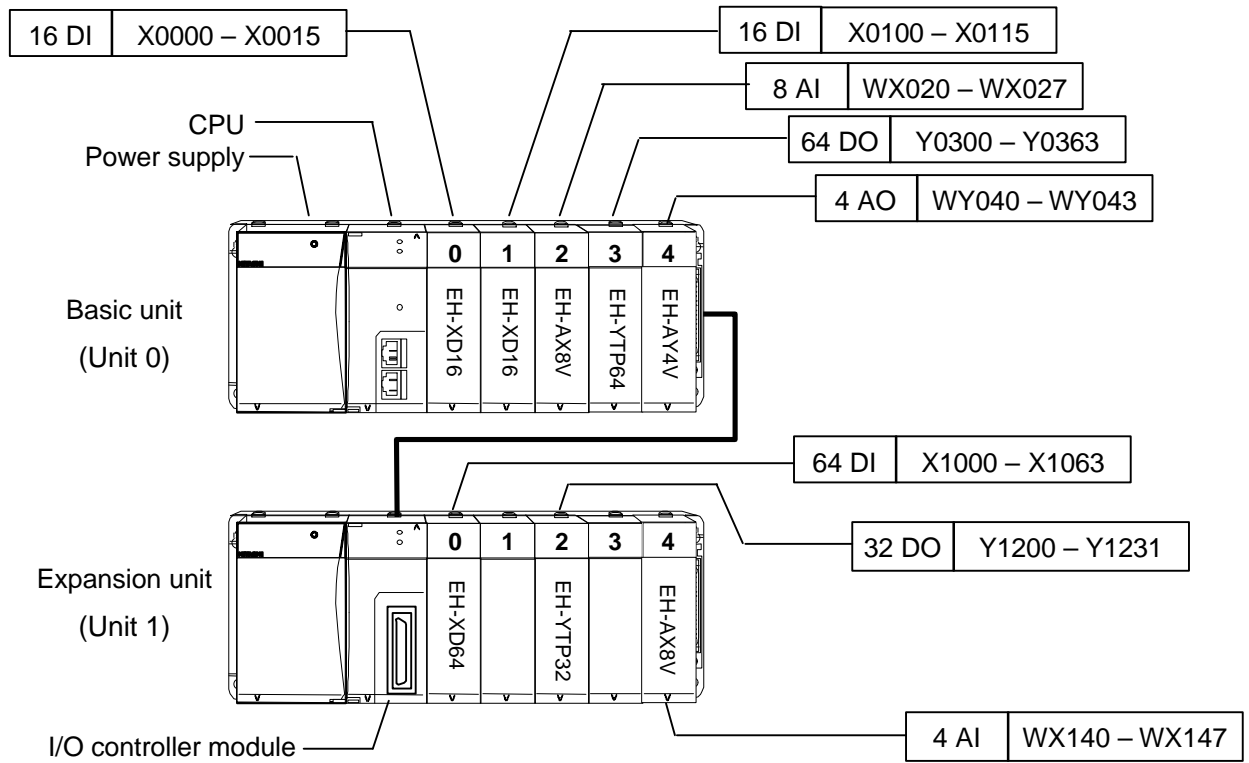 16 DI X0000 – X0015
16 DI X0100 – X0115
8 AI WX020 – WX027
CPU
64 DO Y0300 – Y0363
Power supply
4 AO WY040 – WY043
0 1 2 3 4
EH-XD16
EH-XD16
EH-AX8V
EH-YTP64
EH-AY4V
Basic unit
(Unit 0)
64 DI X1000 – X1063
32 DO Y1200 – Y1231
0 1 2 3 4
EH-XD64
EH-YTP32
EH-AX8V
Expansion unit
(Unit 1)
I/O controller module
4 AI WX140 – WX147